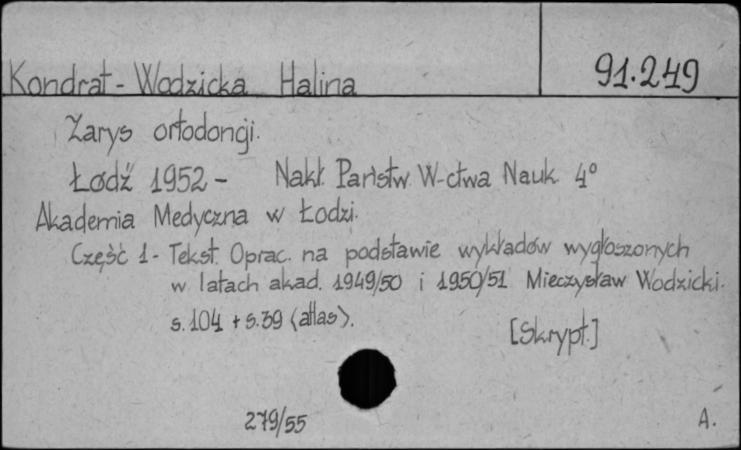 Kondrat-Wodzicka Halina
91.249
Zarys ortodoncji.
Łódź 1952 - Nakł. Państw. W-ctwa Nauk. 4°
Akademia Medyczna w Łodzi.
Część 1 - Tekst. Oprac. na podstawie wykładów wygłoszonych
w latach akad. 1949/50 i 1950/51 Mieczysław Wodzicki.
s. 104 + s. 39 (atlas).
[Skrypt.]
279/55
A.